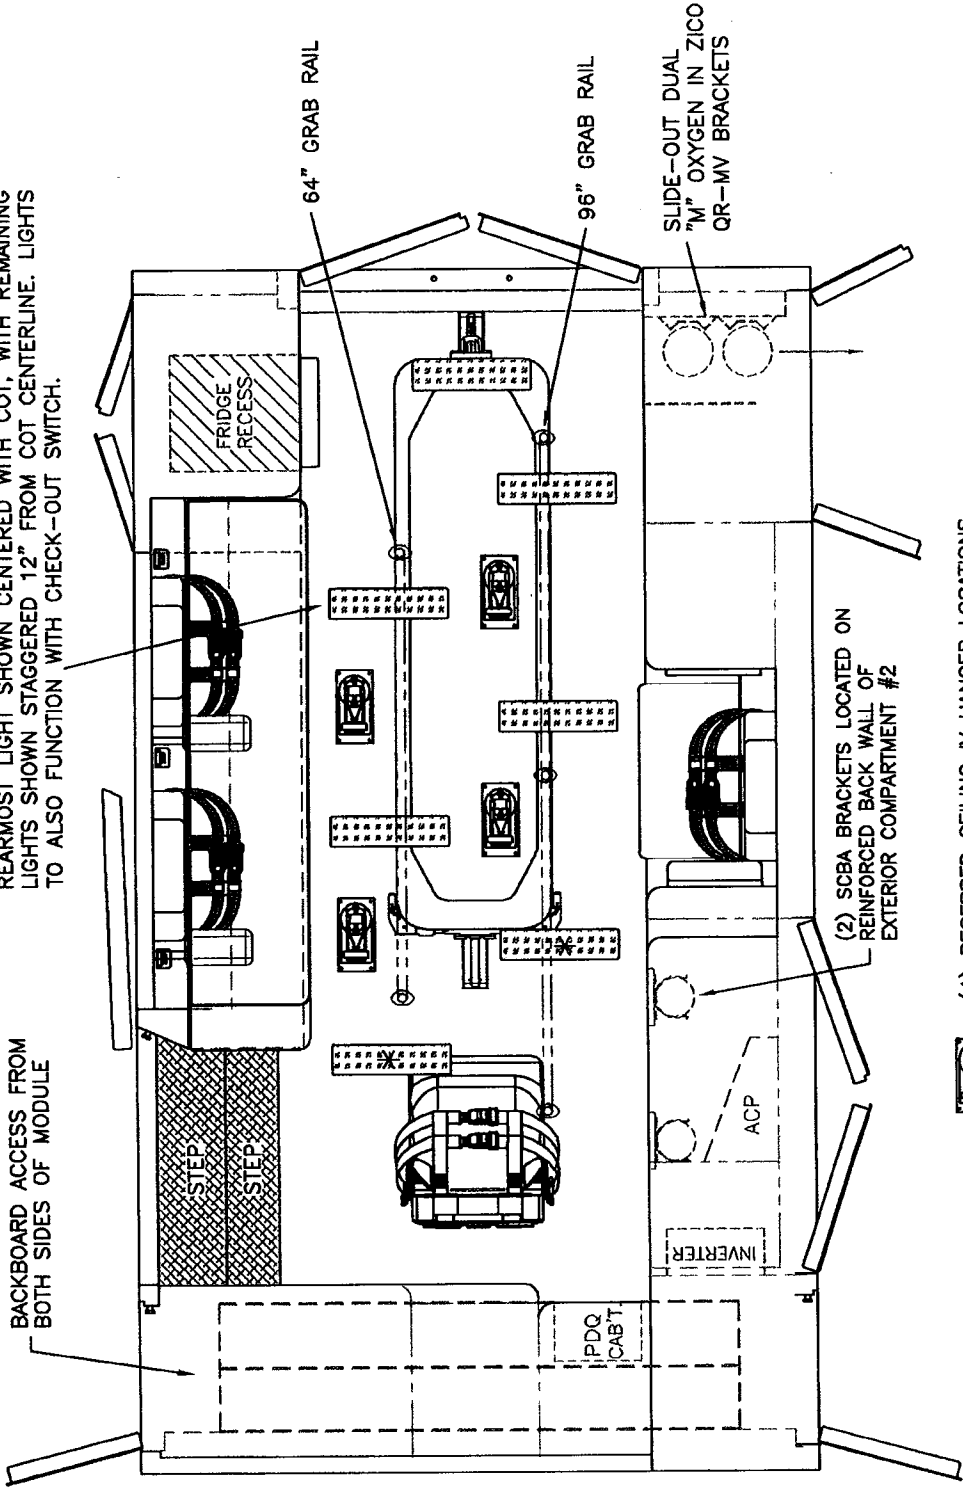 REARMOST LIGHT SHOWN CENTERED WITH COT, WITH REMAINING
LIGHTS SHOWN STAGGERED 12" FROM COT CENTERLINE. LIGHTS
TO ALSO FUNCTION WITH CHECK-OUT SWITCH.
BACKBOARD ACCESS FROM
BOTH SIDES OF MODULE
64" GRAB RAIL
96" GRAB RAIL
SLIDE-OUT DUAL
"M" OXYGEN IN ZICO
QR-MV BRACKETS
FRIDGE
RECESS
STEP
STEP
(2) SCBA BRACKETS LOCATED ON
REINFORCED BACK WALL OF
EXTERIOR COMPARTMENT #2
ACP
INVERTER
PDQ
CAB'T.